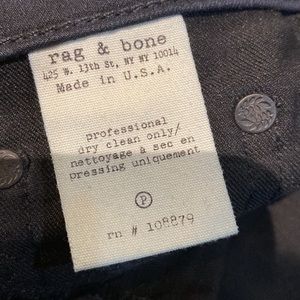 rag & bone
425 W. 13th St, NY NY 10014
Made in U.S.A.
professional
dry clean only/
nettoyage à sec en
pressing uniquement
P
rn # 108879